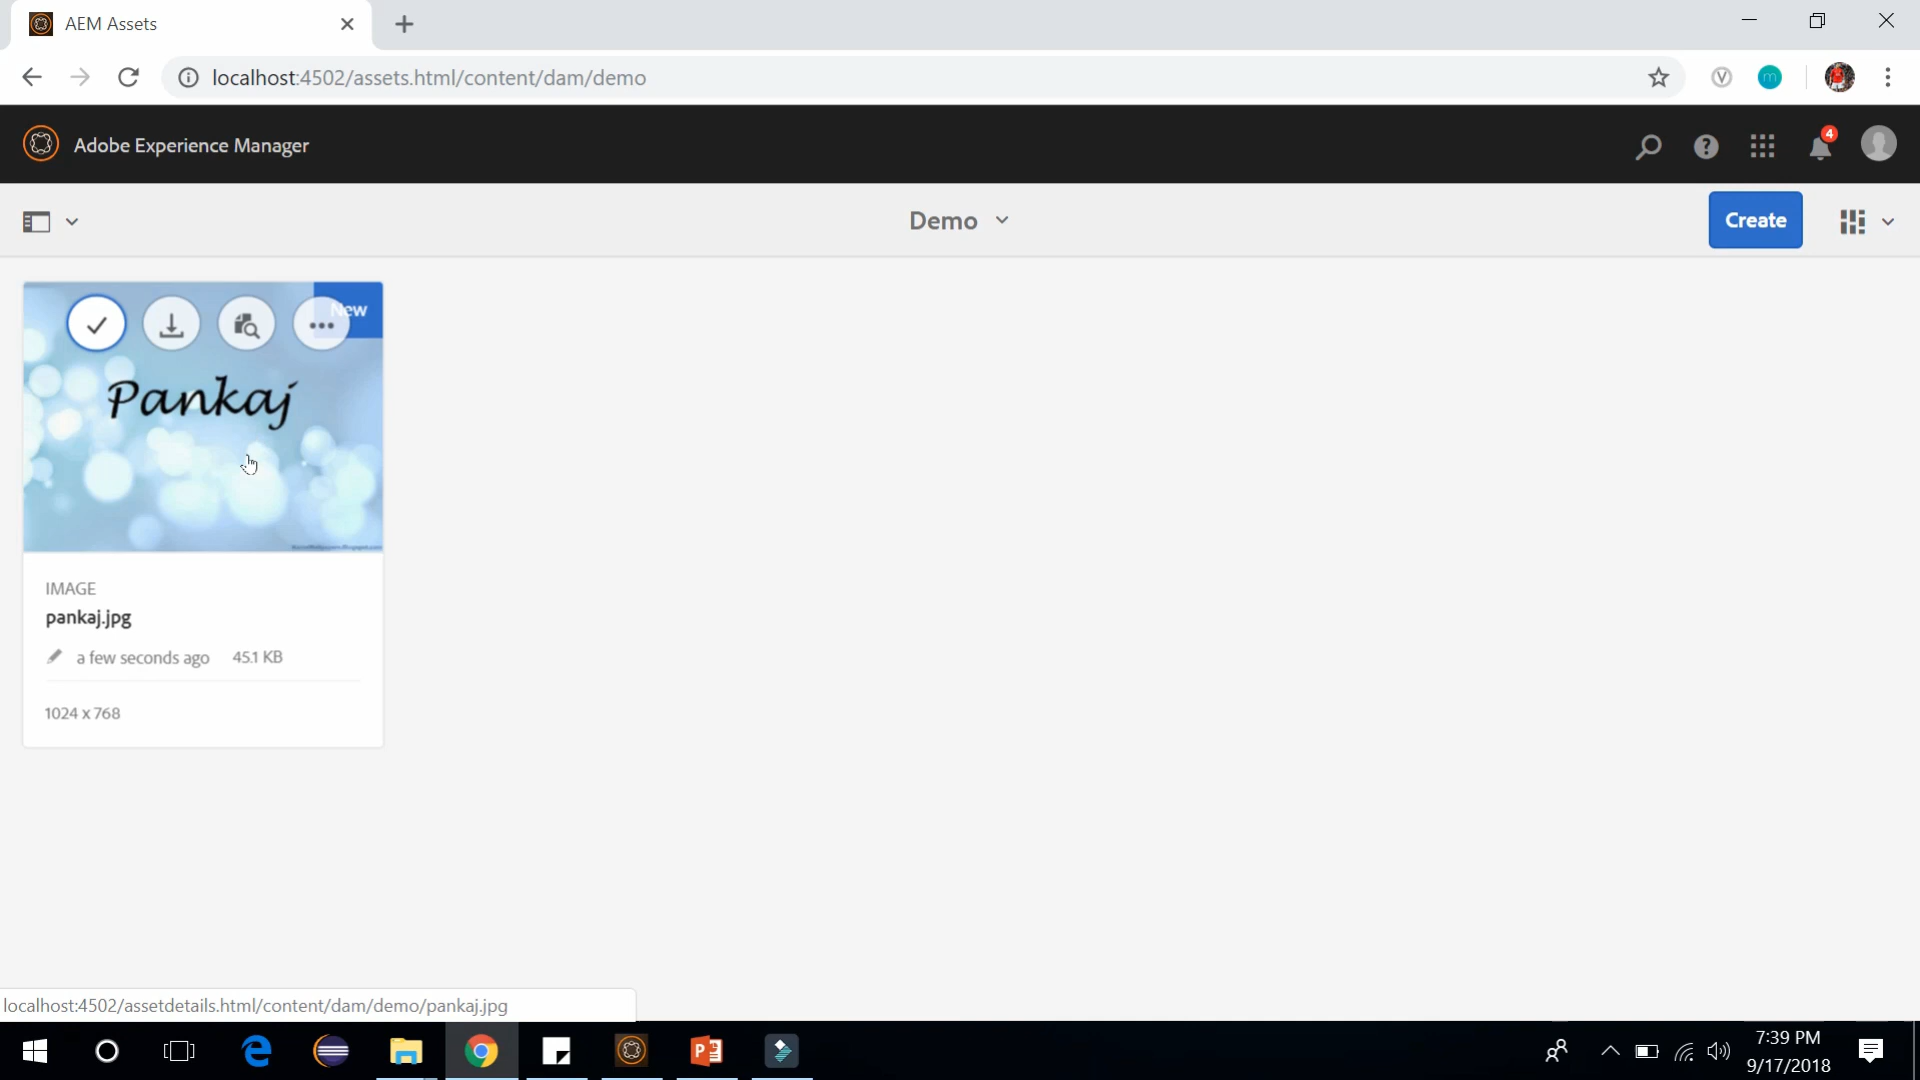 AEM Assets
localhost:4502/assets.html/content/dam/demo
Adobe Experience Manager
4
Demo
Create
New
Pankaj
IMAGE
pankaj.jpg
a few seconds ago 45.1 KB
1024 x 768
localhost:4502/assetdetails.html/content/dam/demo/pankaj.jpg
7:39 PM
9/17/2018